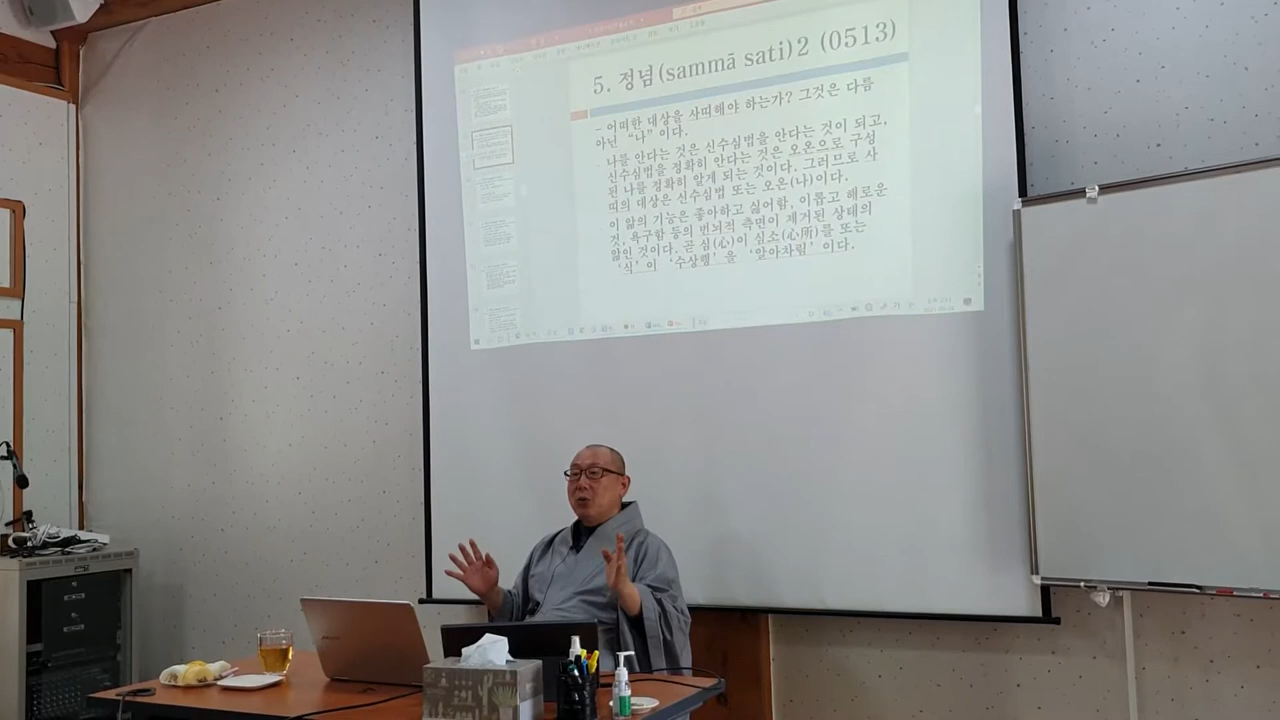 5. 정념(sammā sati)2 (0513)
- 어떠한 대상을 사띠해야 하는가? 그것은 다름
아닌 “나” 이다.
나를 안다는 것은 신수심법을 안다는 것이 되고,
신수심법을 정확히 안다는 것은 오온으로 구성
된 나를 정확히 알게 되는 것이다. 그러므로 사
띠의 대상은 신수심법 또는 오온(나)이다.
이 앎의 기능은 좋아하고 싫어함, 이롭고 해로운
것, 욕구함 등의 번뇌적 측면이 제거된 상태의
앎인 것이다. 곧 심(心)이 심소(心所)를 또는
‘식’ 이 ‘수상행’ 을 ‘알아차림’ 이다.